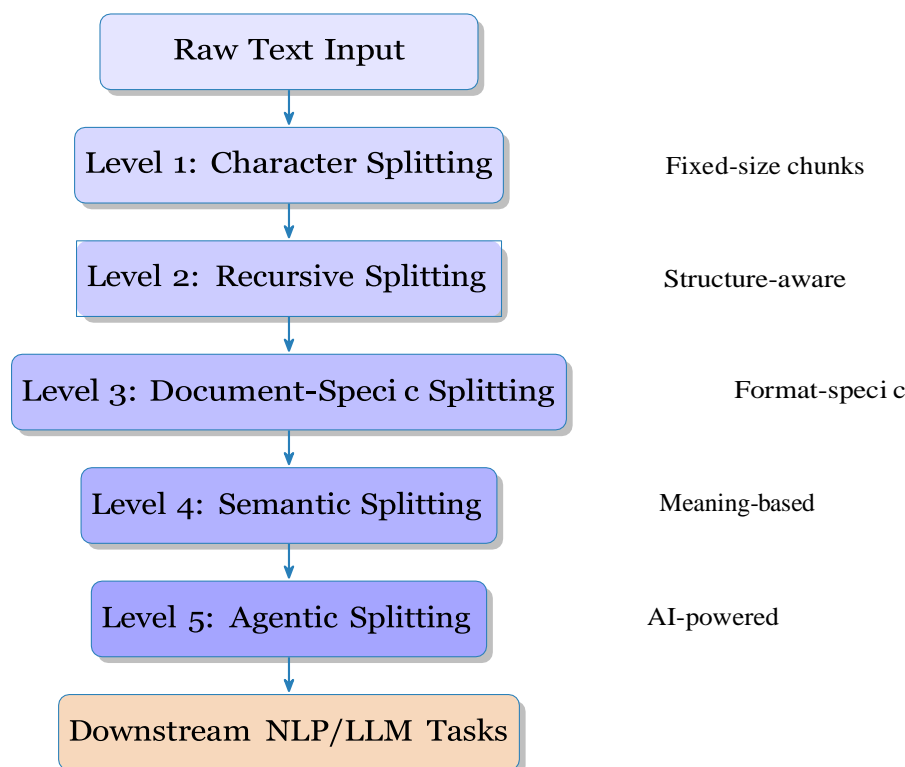 Raw Text Input
Level 1: Character Splitting
Fixed-size chunks
Level 2: Recursive Splitting
Structure-aware
Level 3: Document-Speci c Splitting
Format-speci c
Level 4: Semantic Splitting
Meaning-based
Level 5: Agentic Splitting
AI-powered
Downstream NLP/LLM Tasks